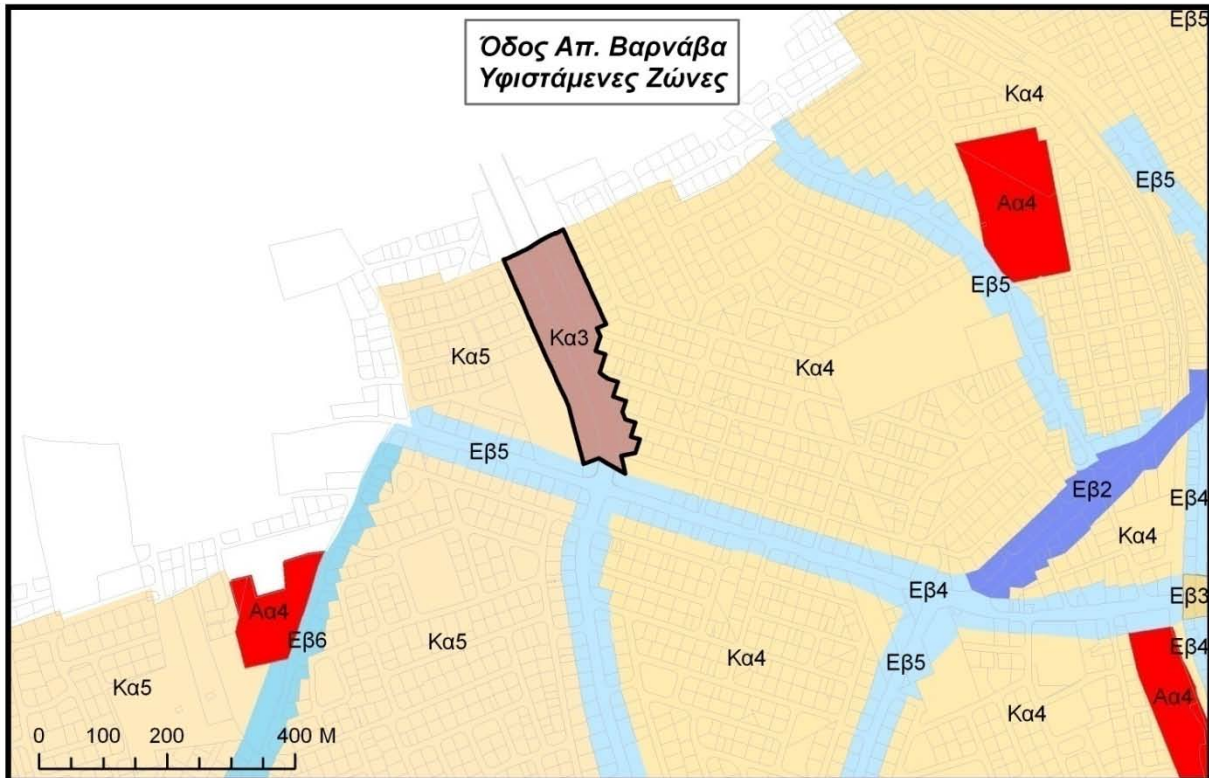 Όδος Απ. Βαρνάβα
Υφιστάμενες Ζώνες
Εβ5
Κα4
Αα4
Εβ5
Εβ5
Κα3
Κα5
Κα4
Εβ5
Εβ2
Εβ4
Κα4
Εβ4
Εβ3
Αα4
Εβ6
Κα5
Κα4
Εβ5
Εβ4
Κα5
Κα4
Αα4
0 100 200 400 M